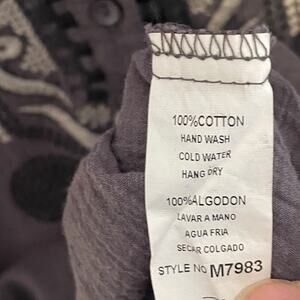 100%COTTON
HAND WASH
COLD WATER
HANG DRY
100%ALGODON
LAVAR A MANO
AGUA FRIA
SECAR COLGADO
STYLE NO M7983